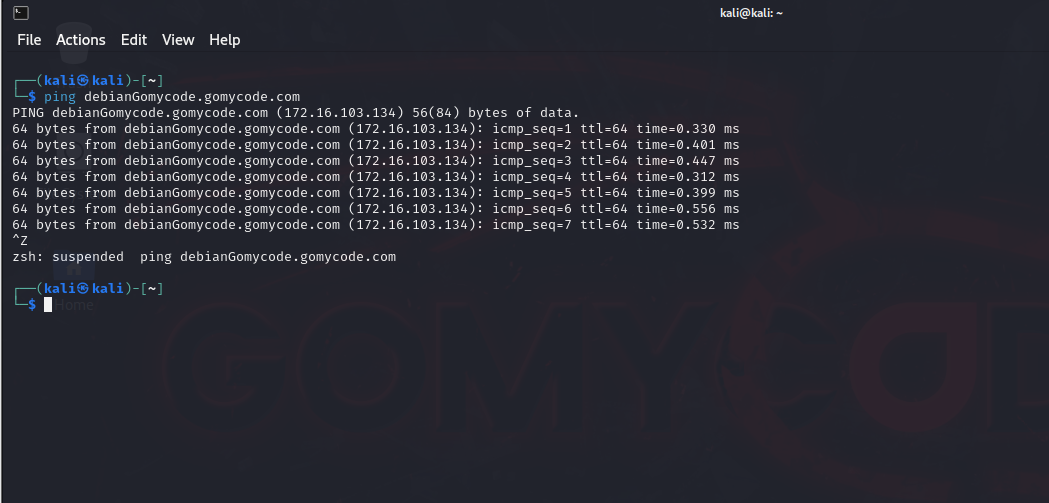 kali@kali: ~
File Actions Edit View Help
┌──(kali㉿kali)-[~]
└─$ ping debianGomycode.gomycode.com
PING debianGomycode.gomycode.com (172.16.103.134) 56(84) bytes of data.
64 bytes from debianGomycode.gomycode.com (172.16.103.134): icmp_seq=1 ttl=64 time=0.330 ms
64 bytes from debianGomycode.gomycode.com (172.16.103.134): icmp_seq=2 ttl=64 time=0.401 ms
64 bytes from debianGomycode.gomycode.com (172.16.103.134): icmp_seq=3 ttl=64 time=0.447 ms
64 bytes from debianGomycode.gomycode.com (172.16.103.134): icmp_seq=4 ttl=64 time=0.312 ms
64 bytes from debianGomycode.gomycode.com (172.16.103.134): icmp_seq=5 ttl=64 time=0.399 ms
64 bytes from debianGomycode.gomycode.com (172.16.103.134): icmp_seq=6 ttl=64 time=0.556 ms
64 bytes from debianGomycode.gomycode.com (172.16.103.134): icmp_seq=7 ttl=64 time=0.532 ms
^Z
zsh: suspended  ping debianGomycode.gomycode.com
┌──(kali㉿kali)-[~]
└─$
Home
GOMYCOD